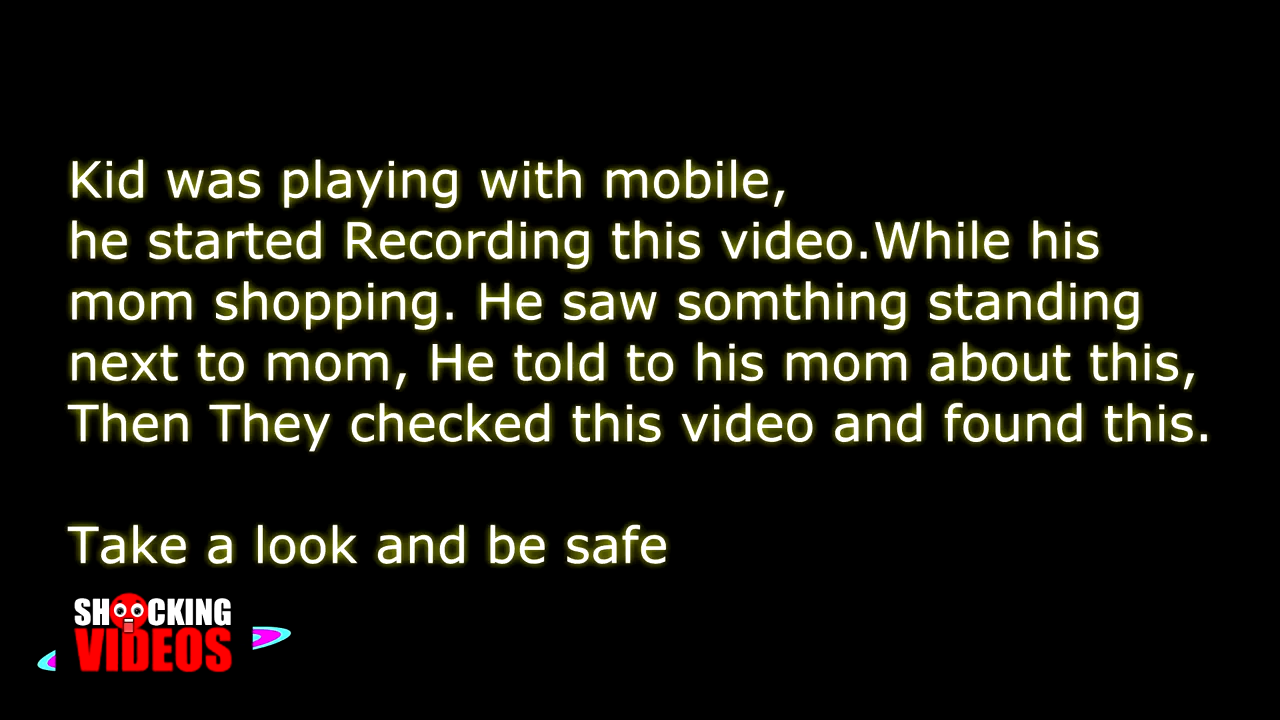 Kid was playing with mobile,
he started Recording this video.While his
mom shopping. He saw somthing standing
next to mom, He told to his mom about this,
Then They checked this video and found this.
Take a look and be safe
SHOCKING
VIDEOS